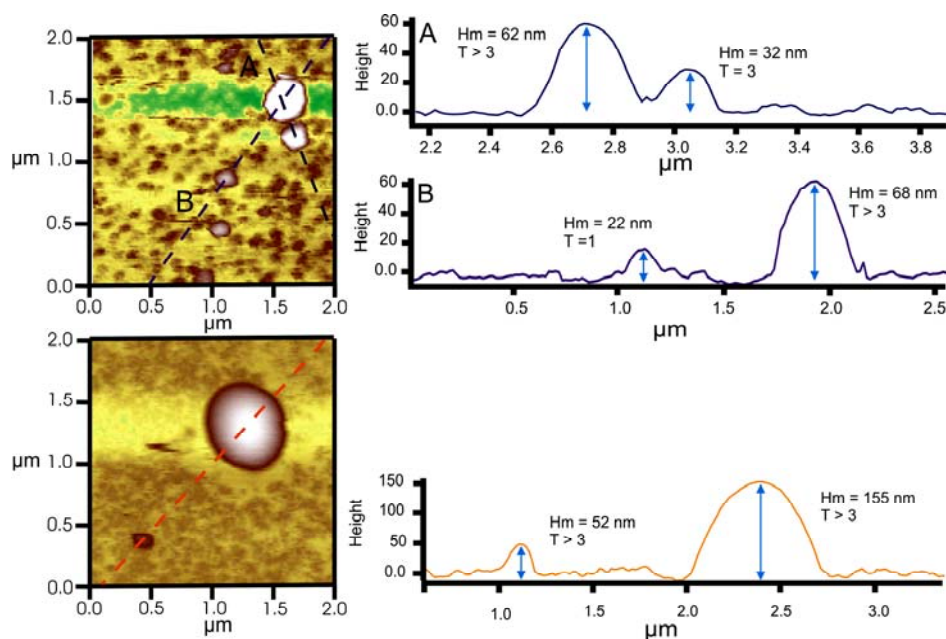 2.0
1.5
µm
1.0
0.5
0.0
0.0 0.5 1.0 1.5 2.0
µm
A
B
A
Height
60
40
20
0.0
Hm = 62 nm
T > 3
Hm = 32 nm
T = 3
2.2 2.4 2.6 2.8 3.0 3.2 3.4 3.6 3.8
µm
B
Height
60
40
20
0.0
Hm = 22 nm
T =1
Hm = 68 nm
T > 3
0.5 1.0 1.5 2.0 2.5
µm
2.0
1.5
µm
1.0
0.5
0.0
0.0 0.5 1.0 1.5 2.0
µm
Height
150
100
50
0.0
Hm = 52 nm
T > 3
Hm = 155 nm
T > 3
1.0 1.5 2.0 2.5 3.0
µm